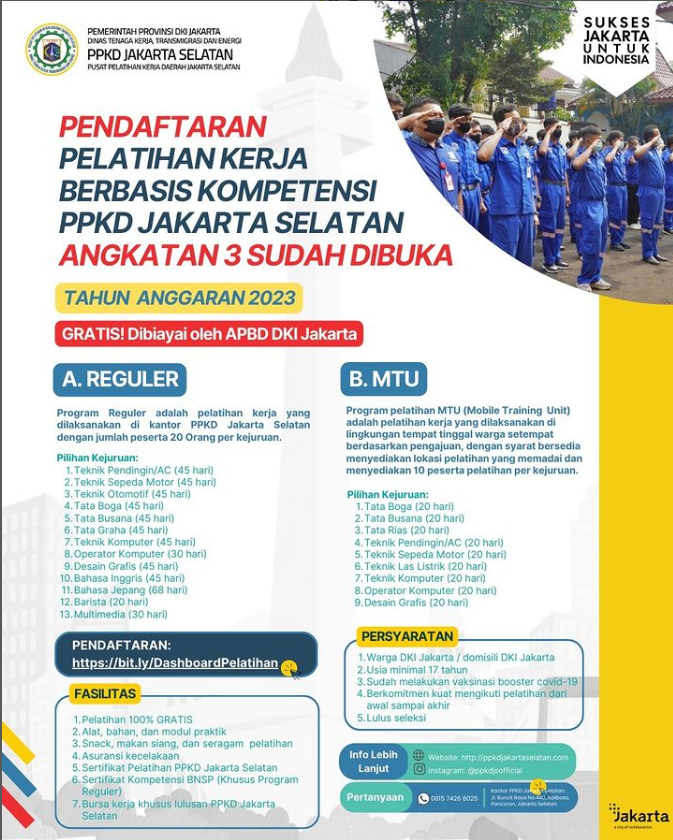 PEMERINTAH PROVINSI DKI JAKARTA
DINAS TENAGA KERJA, TRANSMIGRASI DAN ENERGI
PPKD JAKARTA SELATAN
PUSAT PELATIHAN KERJA DAERAH JAKARTA SELATAN
SUKSES
JAKARTA
UNTUK
INDONESIA
PENDAFTARAN
PELATIHAN KERJA
BERBASIS KOMPETENSI
PPKD JAKARTA SELATAN
ANGKATAN 3 SUDAH DIBUKA
TAHUN ANGGARAN 2023
GRATIS! Dibiayai oleh APBD DKI Jakarta
A. REGULER
Program Reguler adalah pelatihan kerja yang
dilaksanakan di kantor PPKD Jakarta Selatan
dengan jumlah peserta 20 Orang per kejuruan.
Pilihan Kejuruan:
1. Teknik Pendingin/AC (45 hari)
2. Teknik Sepeda Motor (45 hari)
3. Teknik Otomotif (45 hari)
4. Tata Boga (45 hari)
5. Tata Busana (45 hari)
6. Tata Graha (45 hari)
7. Teknik Komputer (45 hari)
8. Operator Komputer (30 hari)
9. Desain Grafis (45 hari)
10. Bahasa Inggris (45 hari)
11. Bahasa Jepang (68 hari)
12. Barista (20 hari)
13. Multimedia (30 hari)
PENDAFTARAN:
https://bit.ly/DashboardPelatihan
FASILITAS
1. Pelatihan 100% GRATIS
2. Alat, bahan, dan modul praktik
3. Snack, makan siang, dan seragam pelatihan
4. Asuransi kecelakaan
5. Sertifikat Pelatihan PPKD Jakarta Selatan
6. Sertifikat Kompetensi BNSP (Khusus Program
Reguler)
7. Bursa kerja khusus lulusan PPKD Jakarta
Selatan
B. MTU
Program pelatihan MTU (Mobile Training Unit)
adalah pelatihan kerja yang dilaksanakan di
lingkungan tempat tinggal warga setempat
berdasarkan pengajuan, dengan syarat bersedia
menyediakan lokasi pelatihan yang memadai dan
menyediakan 10 peserta pelatihan per kejuruan.
Pilihan Kejuruan:
1. Tata Boga (20 hari)
2. Tata Busana (20 hari)
3. Tata Rias (20 hari)
4. Teknik Pendingin/AC (20 hari)
5. Teknik Sepeda Motor (20 hari)
6. Teknik Las Listrik (20 hari)
7. Teknik Komputer (20 hari)
8. Operator Komputer (20 hari)
9. Desain Grafis (20 hari)
PERSYARATAN
1. Warga DKI Jakarta / domisili DKI Jakarta
2. Usia minimal 17 tahun
3. Sudah melakukan vaksinasi booster covid-19
4. Berkomitmen kuat mengikuti pelatihan dari
awal sampai akhir
5. Lulus seleksi
Info Lebih
Lanjut
Website: http://ppkdjakartaselatan.com
Instagram: @ppkdjsofficial
Pertanyaan
0815 7426 8025
Kantor PPKD Jakarta Selatan:
Jl. Buncit Raya No.440, Kalibata,
Pancoran, Jakarta Selatan
Jakarta
a city of collaboration